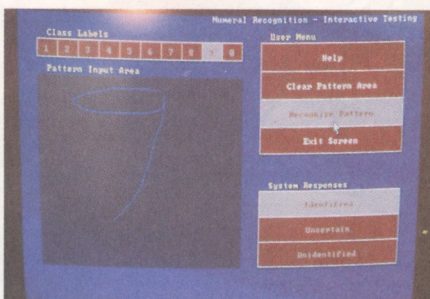 Numeral Recognition - Interactive Testing
Class Labels
1 2 3 4 5 6 7 8 9 0
Pattern Input Area
User Menu
Help
Clear Pattern Area
Recognize Pattern
Exit Screen
System Responses
Identified
Uncertain
Unidentified